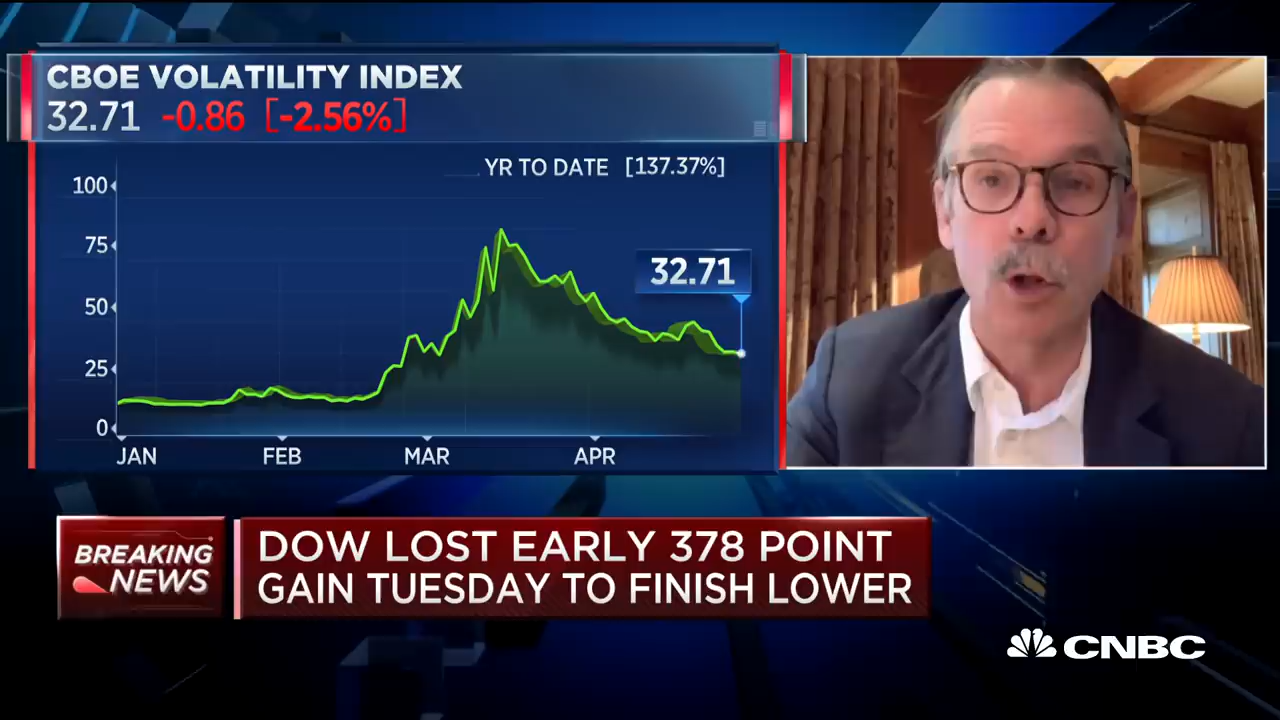 CBOE VOLATILITY INDEX
32.71 -0.86 [-2.56%]
YR TO DATE [137.37%]
100
75
50
25
0
32.71
JAN FEB MAR APR
BREAKING
NEWS
DOW LOST EARLY 378 POINT
GAIN TUESDAY TO FINISH LOWER
CNBC